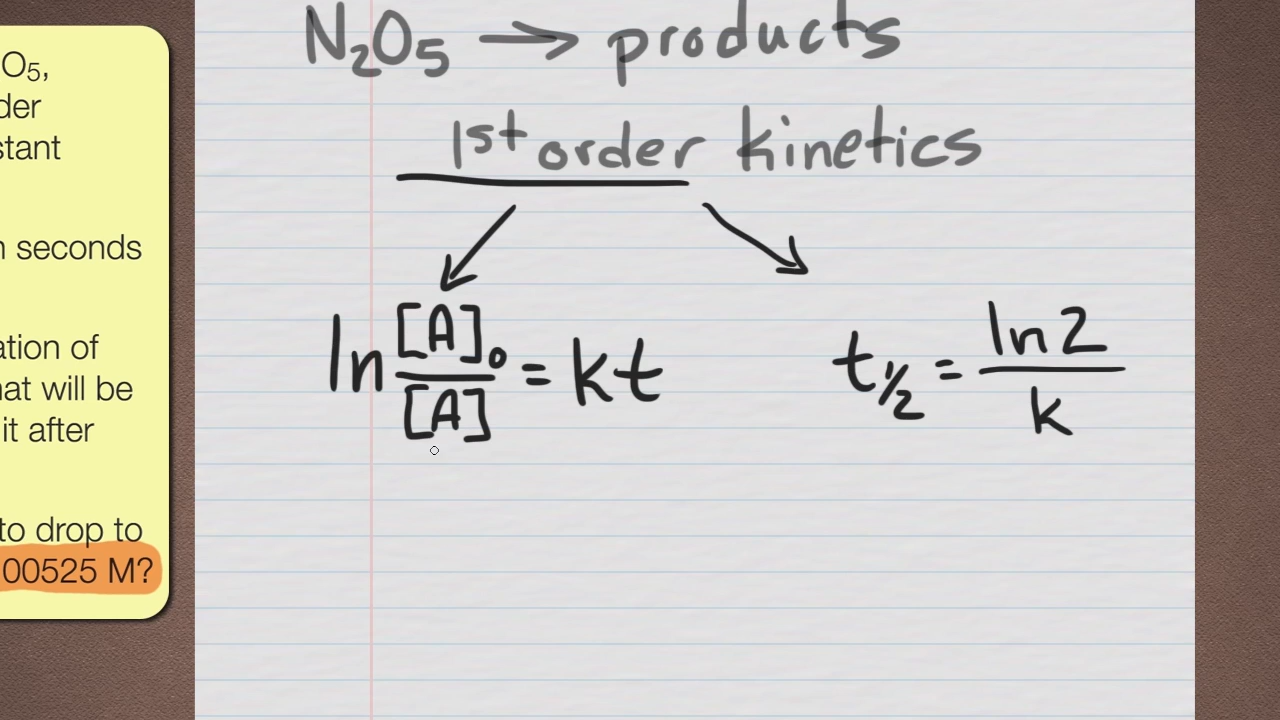 O₅,
der
stant
n seconds
ation of
hat will be
it after
to drop to
00525 M?
N₂O₅ → products
1st order kinetics
ln [A]₀/[A] = kt
t½ = ln2/k